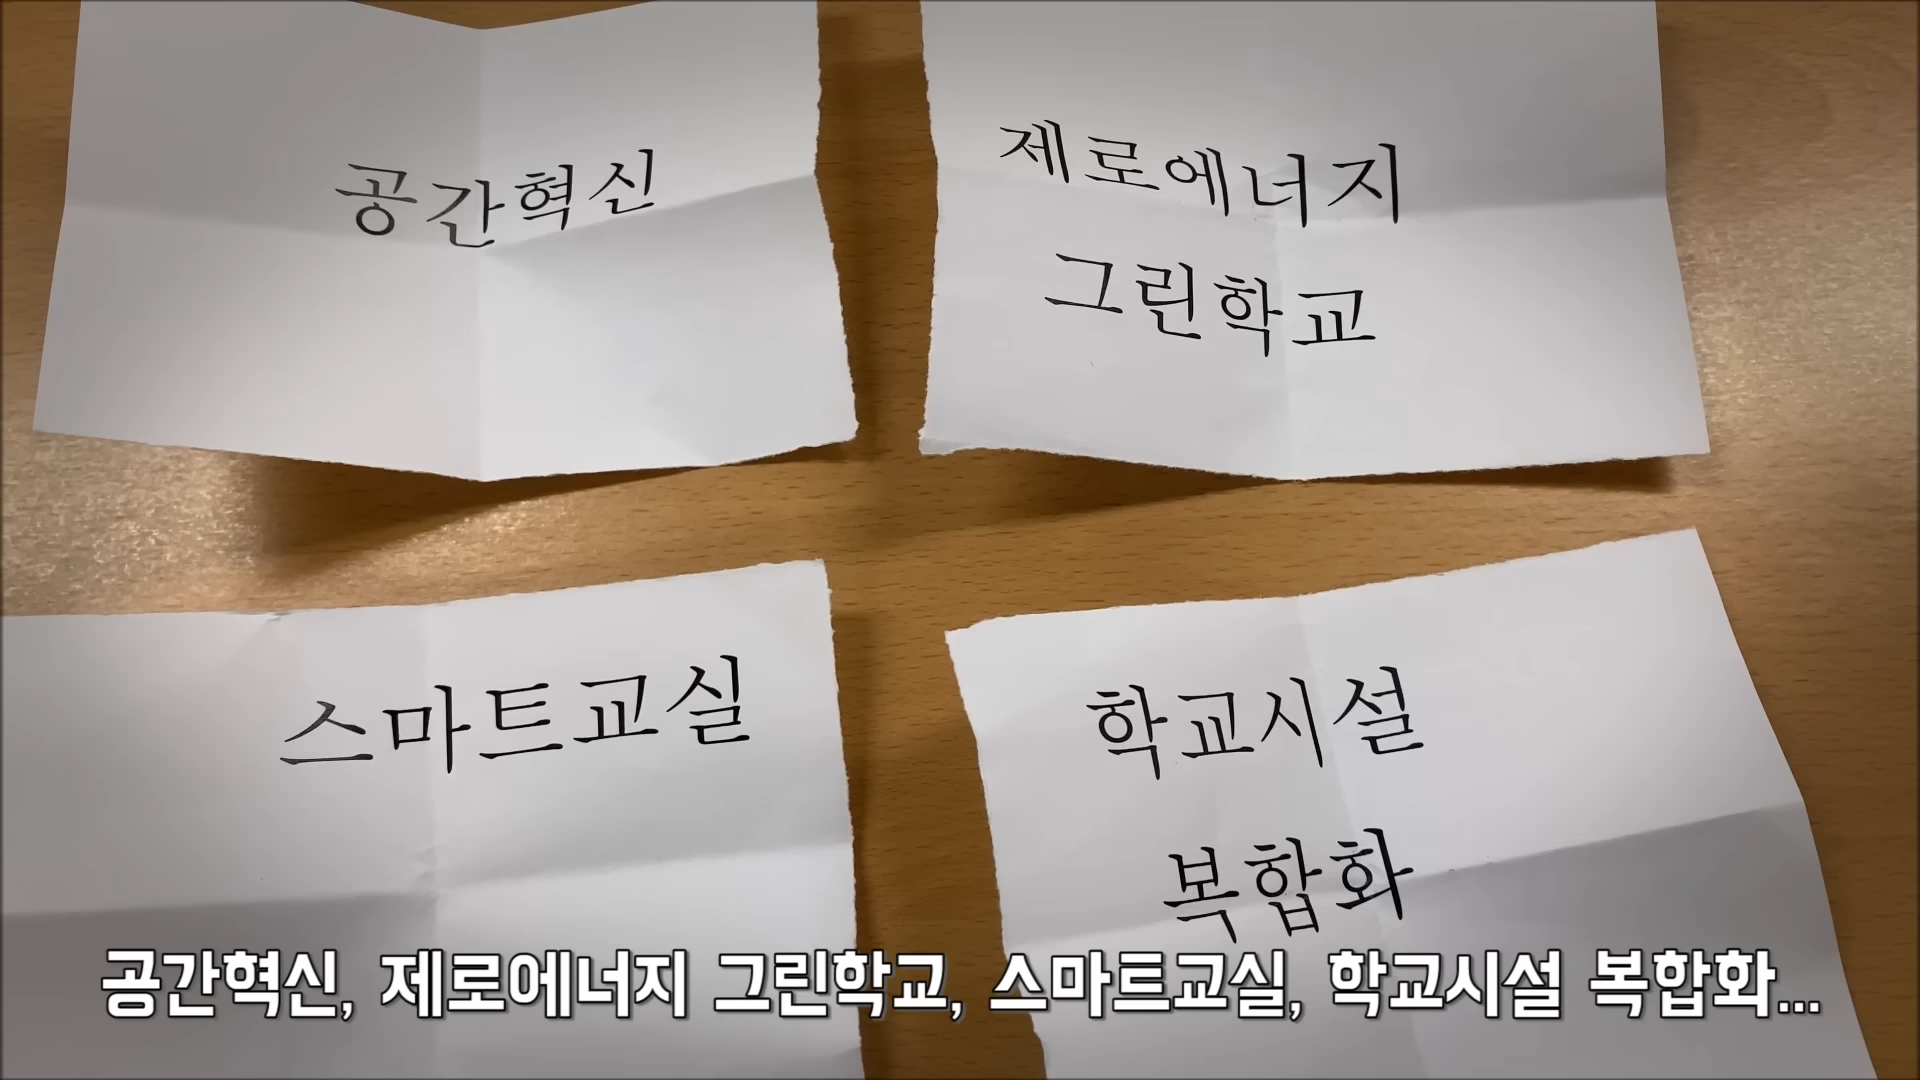 공간혁신
제로에너지
그린학교
스마트교실
학교시설
복합화
공간혁신, 제로에너지 그린학교, 스마트교실, 학교시설 복합화...